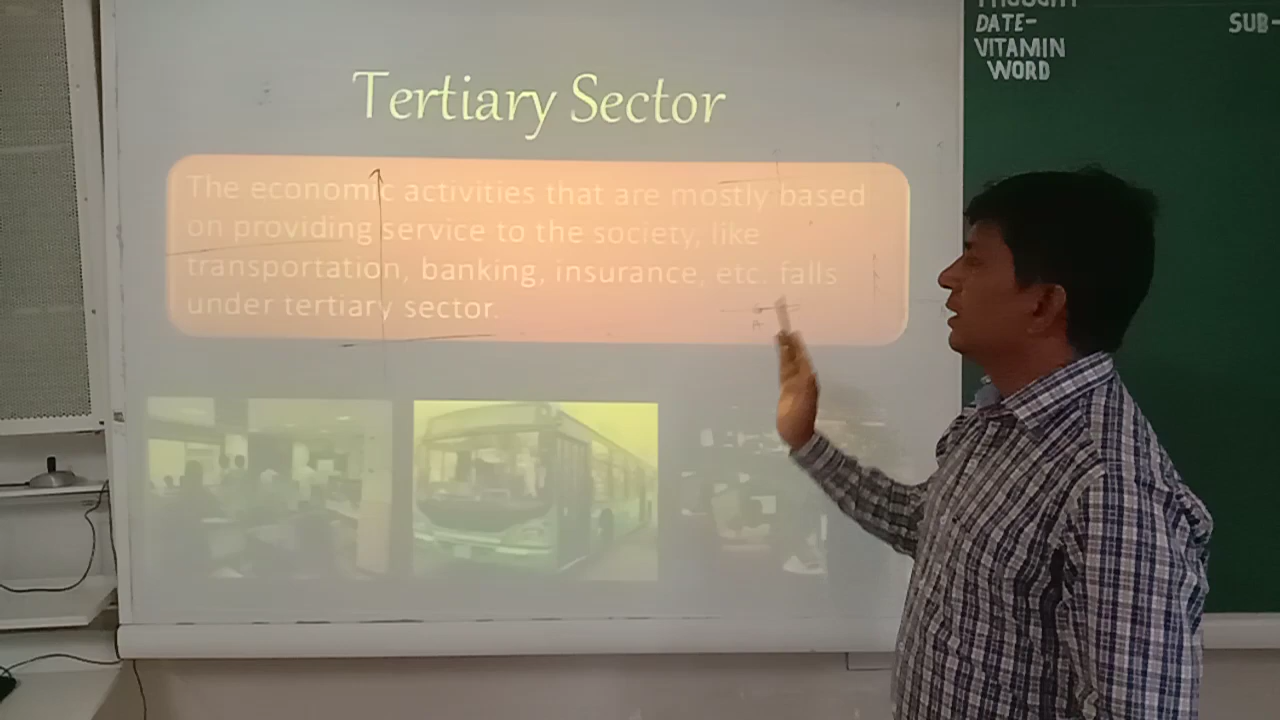 THOUGHT
DATE-
SUB-
VITAMIN
WORD
Tertiary Sector
The economic activities that are mostly based
on providing service to the society, like
transportation, banking, insurance, etc. falls
under tertiary sector.